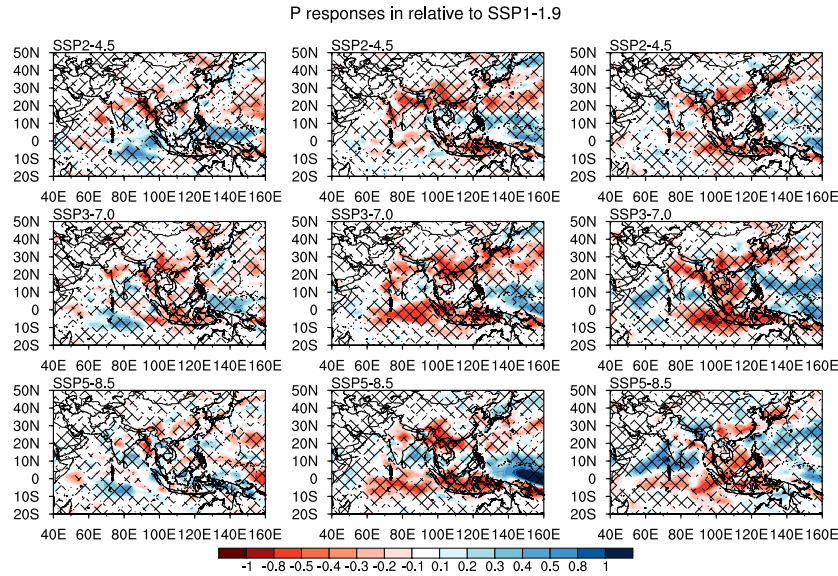 P responses in relative to SSP1-1.9
SSP2-4.5 SSP2-4.5 SSP2-4.5
50N 50N 50N
40N 40N 40N
30N 30N 30N
20N 20N 20N
10N 10N 10N
0 0 0
10S 10S 10S
20S 20S 20S
40E 60E 80E 100E 120E 140E 160E 40E 60E 80E 100E 120E 140E 160E 40E 60E 80E 100E 120E 140E 160E
SSP3-7.0 SSP3-7.0 SSP3-7.0
50N 50N 50N
40N 40N 40N
30N 30N 30N
20N 20N 20N
10N 10N 10N
0 0 0
10S 10S 10S
20S 20S 20S
40E 60E 80E 100E 120E 140E 160E 40E 60E 80E 100E 120E 140E 160E 40E 60E 80E 100E 120E 140E 160E
SSP5-8.5 SSP5-8.5 SSP5-8.5
50N 50N 50N
40N 40N 40N
30N 30N 30N
20N 20N 20N
10N 10N 10N
0 0 0
10S 10S 10S
20S 20S 20S
40E 60E 80E 100E 120E 140E 160E 40E 60E 80E 100E 120E 140E 160E 40E 60E 80E 100E 120E 140E 160E
-1 -0.8 -0.5 -0.4 -0.3 -0.2 -0.1 0.1 0.2 0.3 0.4 0.5 0.8 1